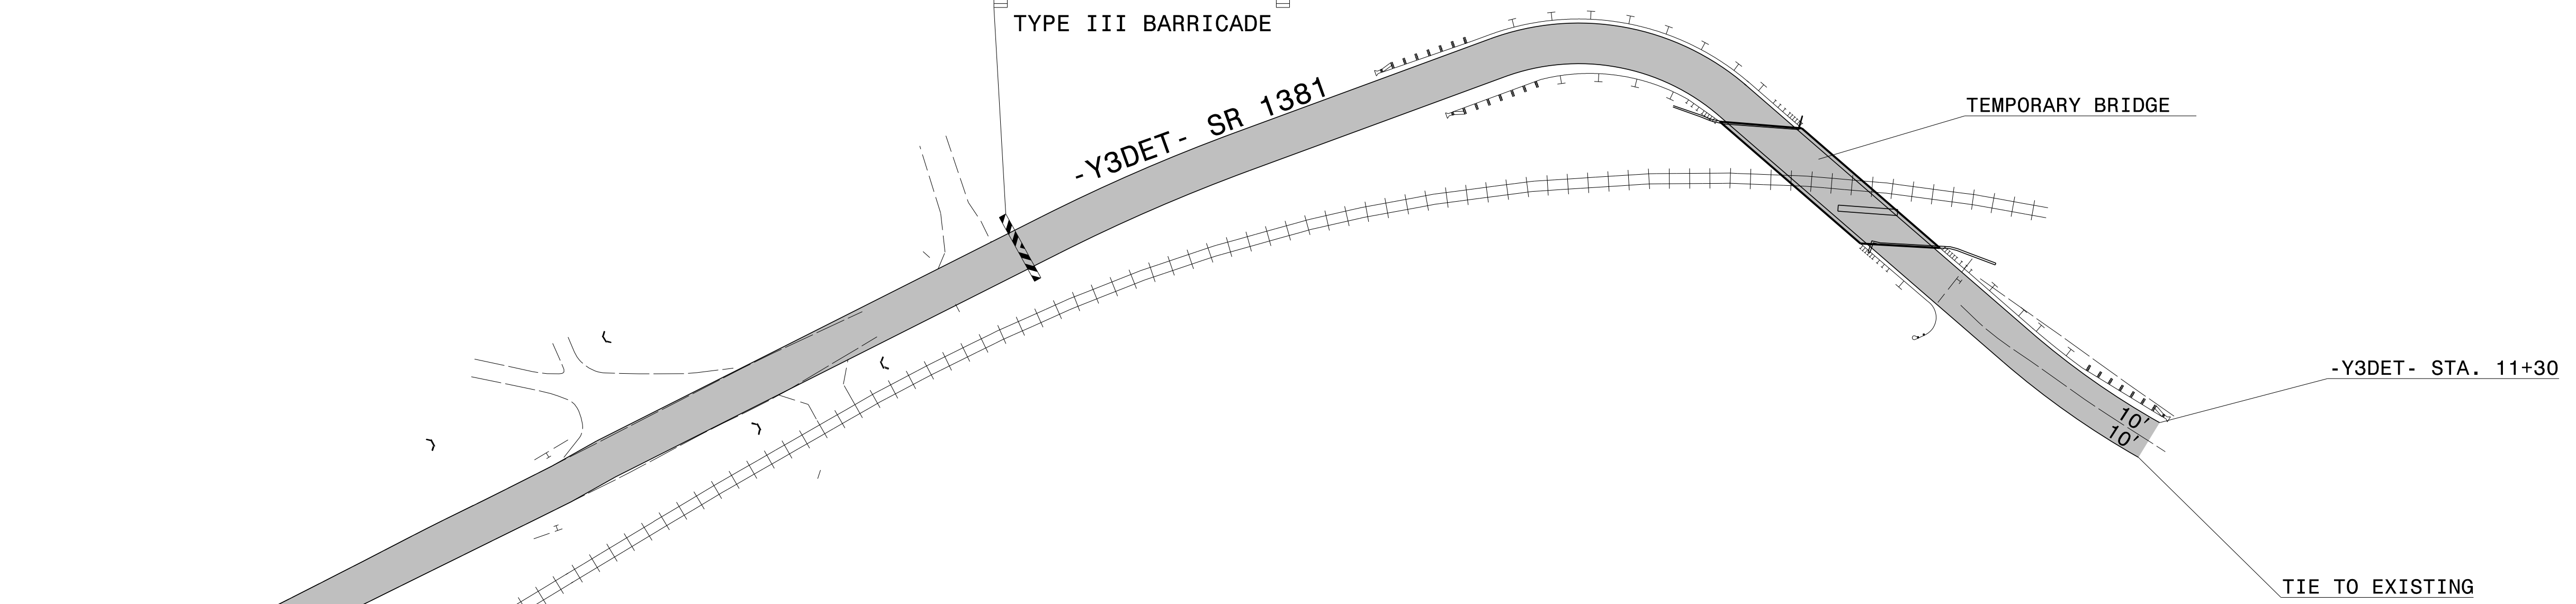 TYPE III BARRICADE
-Y3DET- SR 1381
TEMPORARY BRIDGE
-Y3DET- STA. 11+30
10'
10'
TIE TO EXISTING